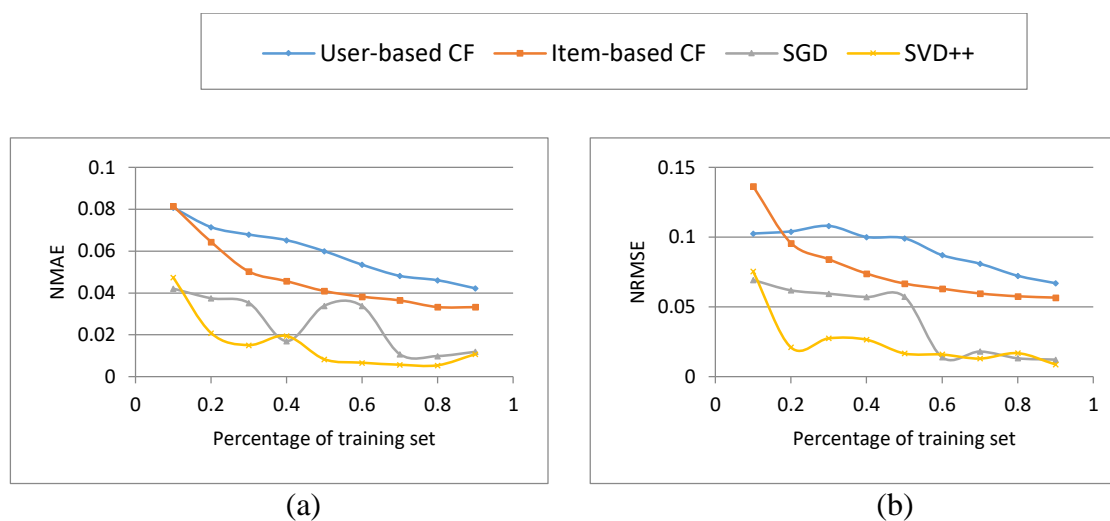 User-based CF Item-based CF SGD SVD++
0.1
0.08
0.06
0.04
0.02
0
0 0.2 0.4 0.6 0.8 1
NMAE
Percentage of training set
(a)
0.15
0.1
0.05
0
0 0.2 0.4 0.6 0.8 1
NRMSE
Percentage of training set
(b)